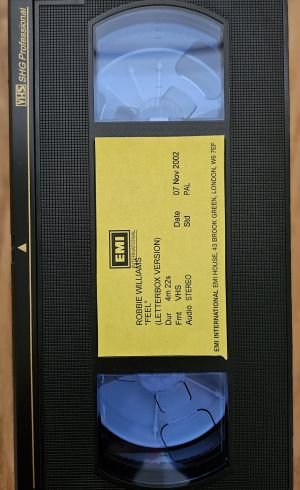 VHS SHG Professional
EMI
INTERNATIONAL
ROBBIE WILLIAMS
"FEEL"
(LETTERBOX VERSION)
Dur 4m 22s Date 07 Nov 2002
Fmt VHS Std PAL
Audio STEREO
EMI INTERNATIONAL, EMI HOUSE, 43 BROOK GREEN, LONDON, W6 7EF